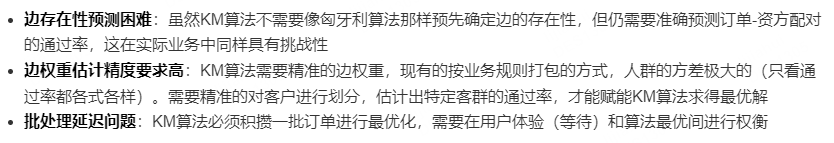 • 边存在性预测困难：虽然KM算法不需要像匈牙利算法那样预先确定边的存在性，但仍需要准确预测订单-资方配对
的通过率，这在实际业务中同样具有挑战性
• 边权重估计精度要求高：KM算法需要精准的边权重，现有的按业务规则打包的方式，人群的方差极大的（只看通
过率都各式各样）。需要精准的对客户进行划分，估计出特定客群的通过率，才能赋能KM算法求得最优解
• 批处理延迟问题：KM算法必须积攒一批订单进行最优化，需要在用户体验（等待）和算法最优间进行权衡